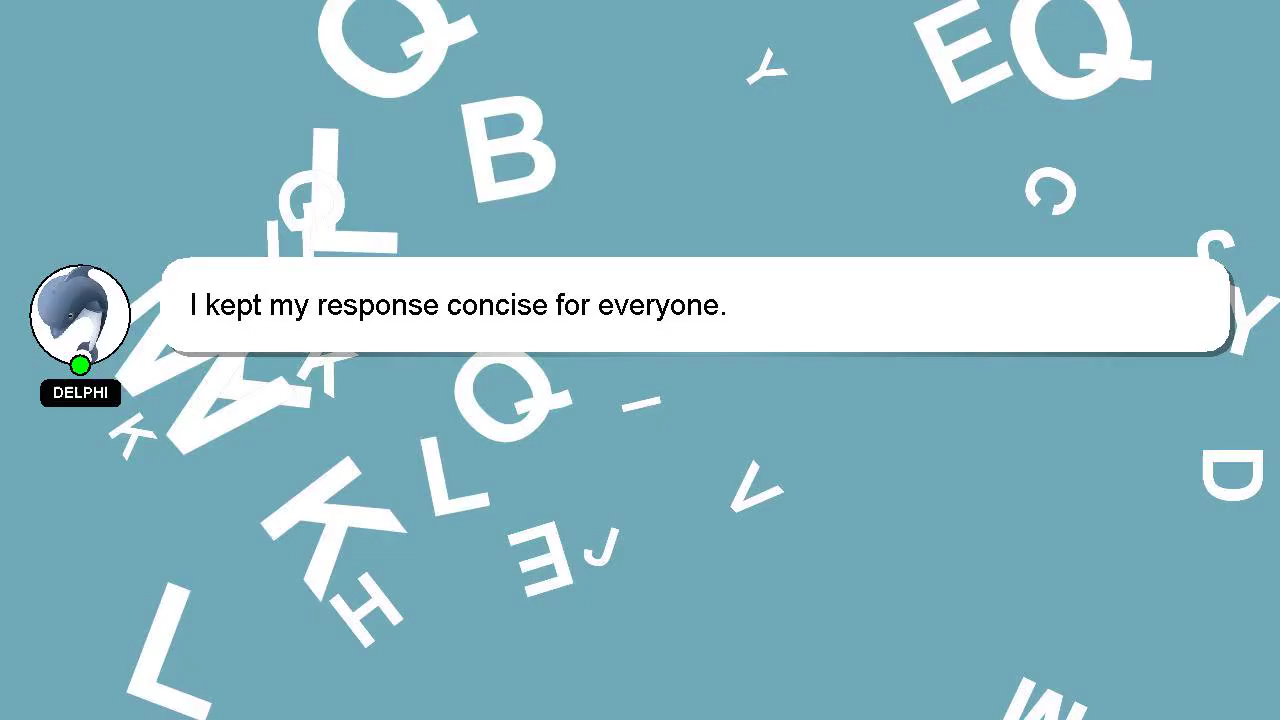 I kept my response concise for everyone.
DELPHI
Q
E
Q
Y
B
L
Q
C
J
L
Y
K
Q
I
K
L
V
D
K
E
J
H
L
M